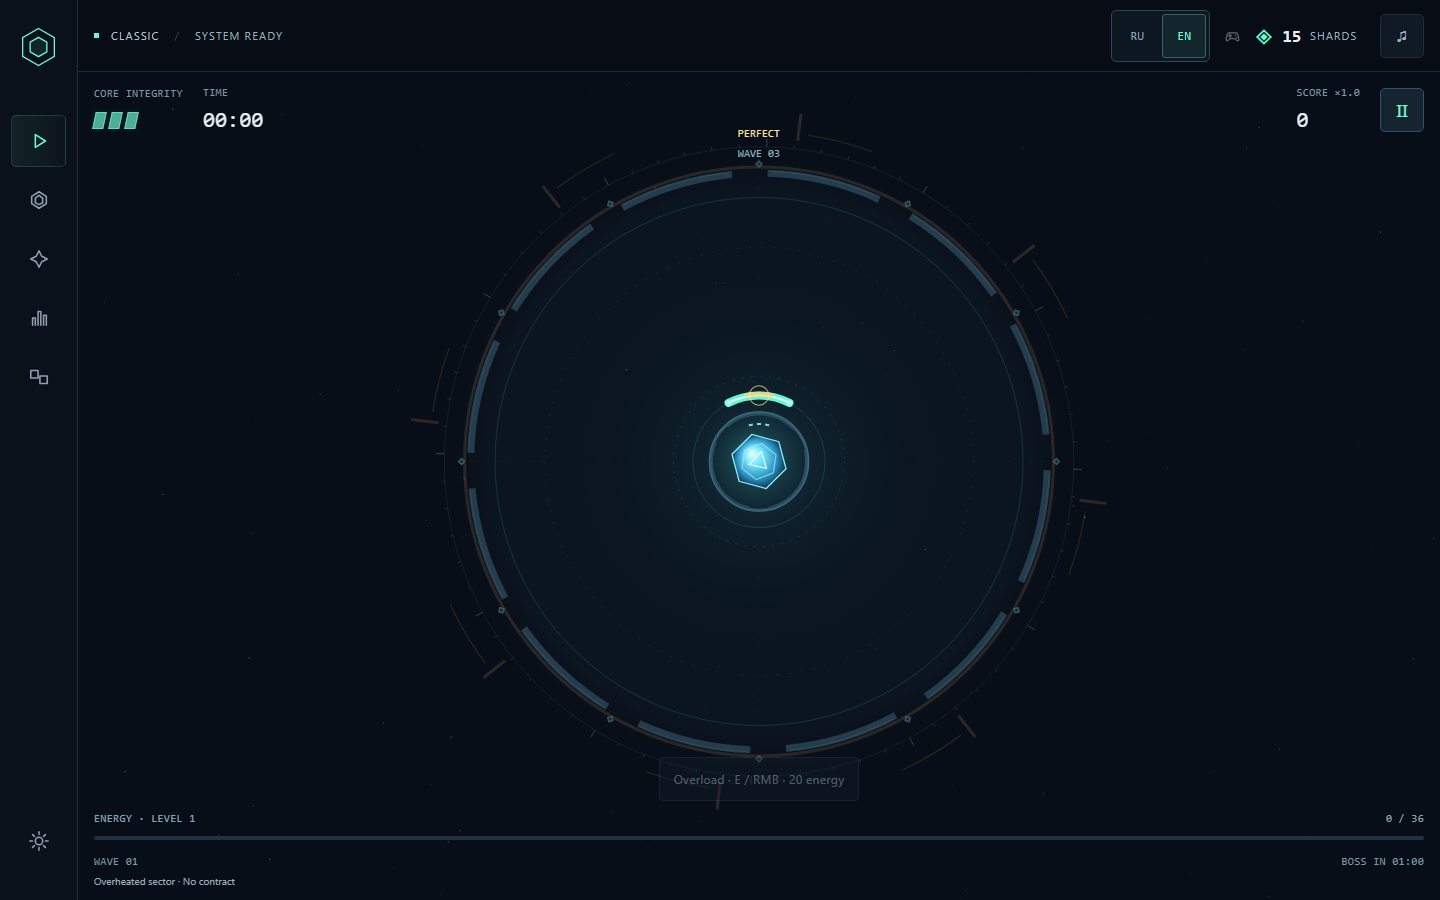 CLASSIC / SYSTEM READY
RU EN
15 SHARDS
CORE INTEGRITY
TIME
00:00
SCORE ×1.0
0
II
PERFECT
WAVE 03
Overload · E / RMB · 20 energy
ENERGY · LEVEL 1
0 / 36
WAVE 01
BOSS IN 01:00
Overheated sector · No contract